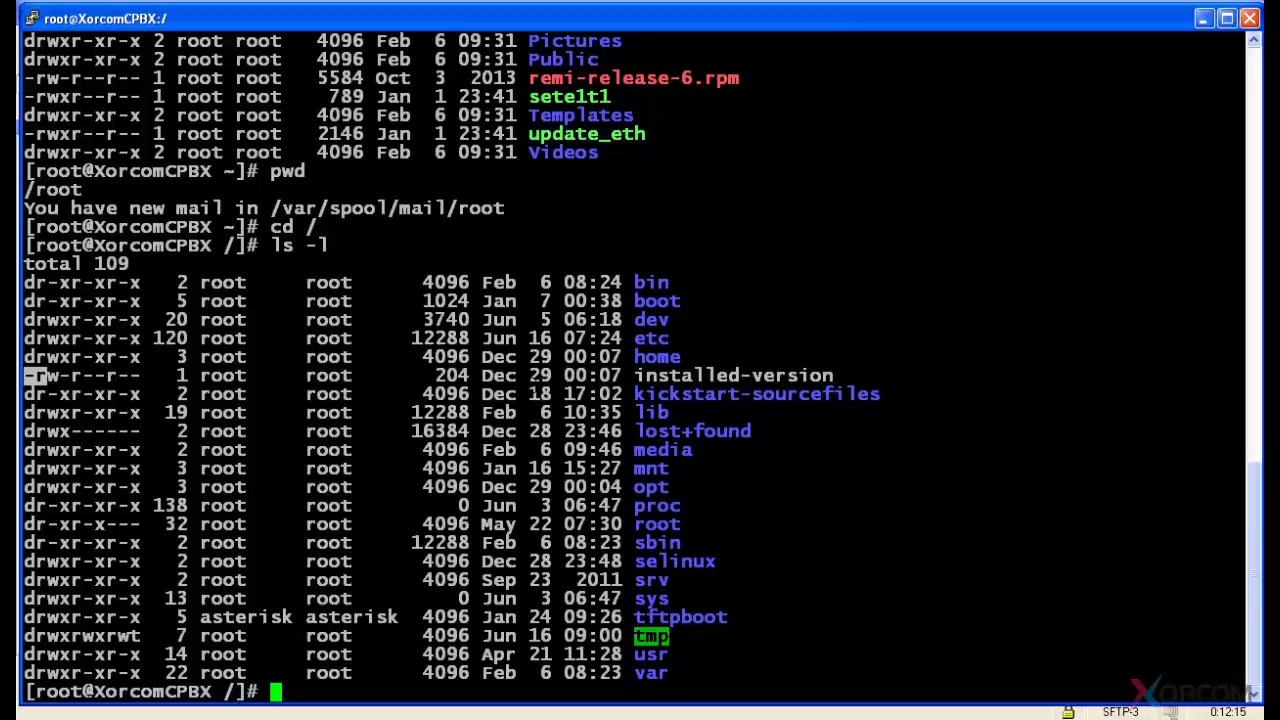 root@XorcomCPBX:/
drwxr-xr-x 2 root root 4096 Feb 6 09:31 Pictures
drwxr-xr-x 2 root root 4096 Feb 6 09:31 Public
-rw-r--r-- 1 root root 5584 Oct 3 2013 remi-release-6.rpm
-rwxr--r-- 1 root root 789 Jan 1 23:41 sete1t1
drwxr-xr-x 2 root root 4096 Feb 6 09:31 Templates
-rwxr--r-- 1 root root 2146 Jan 1 23:41 update_eth
drwxr-xr-x 2 root root 4096 Feb 6 09:31 Videos
[root@XorcomCPBX ~]# pwd
/root
You have new mail in /var/spool/mail/root
[root@XorcomCPBX ~]# cd /
[root@XorcomCPBX /]# ls -l
total 109
dr-xr-xr-x 2 root root 4096 Feb 6 08:24 bin
dr-xr-xr-x 5 root root 1024 Jan 7 00:38 boot
drwxr-xr-x 20 root root 3740 Jun 5 06:18 dev
drwxr-xr-x 120 root root 12288 Jun 16 07:24 etc
drwxr-xr-x 3 root root 4096 Dec 29 00:07 home
-rw-r--r-- 1 root root 204 Dec 29 00:07 installed-version
dr--r--r-x 2 root root 4096 Dec 18 17:02 kickstart-sourcefiles
drwxr-xr-x 19 root root 12288 Feb 6 10:35 lib
drwx------ 2 root root 16384 Dec 28 23:46 lost+found
drwxr-xr-x 2 root root 4096 Feb 6 09:46 media
drwxr-xr-x 3 root root 4096 Jan 16 15:27 mnt
drwxr-xr-x 3 root root 4096 Dec 29 00:04 opt
dr-xr-xr-x 138 root root 0 Jun 3 06:47 proc
dr-xr-x--- 32 root root 4096 May 22 07:30 root
dr-xr-xr-x 2 root root 12288 Feb 6 08:23 sbin
drwxr-xr-x 2 root root 4096 Dec 28 23:48 selinux
drwxr-xr-x 2 root root 4096 Sep 23 2011 srv
drwxr-xr-x 13 root root 0 Jun 3 06:47 sys
drwxr-xr-x 5 asterisk asterisk 4096 Jan 24 09:26 tftpboot
drwxrwxrwt 7 root root 4096 Jun 16 09:00 tmp
drwxr-xr-x 14 root root 4096 Apr 21 11:28 usr
drwxr-xr-x 22 root root 4096 Feb 6 08:23 var
[root@XorcomCPBX /]#
XORCOM
SFTP-3 0:12:15